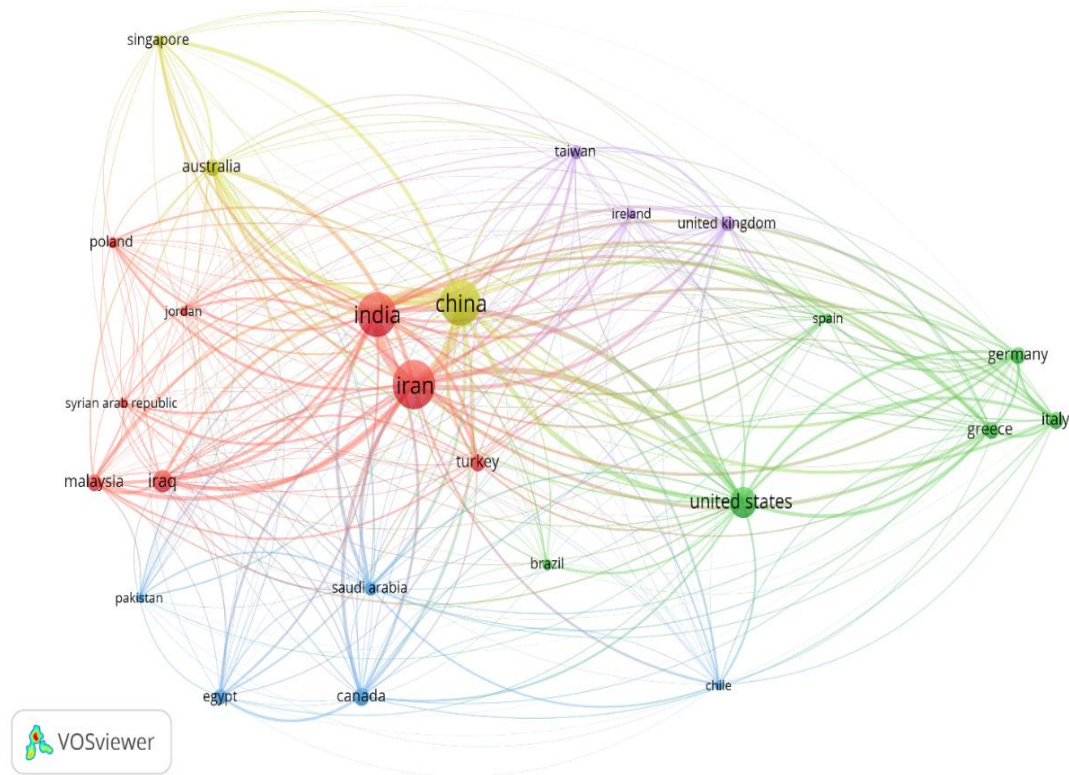 singapore
taiwan
australia
ireland
united kingdom
poland
china
jordan
india
spain
germany
iran
syrian arab republic
italy
greece
turkey
malaysia
iraq
united states
brazil
saudi arabia
pakistan
chile
egypt
canada
VOSviewer